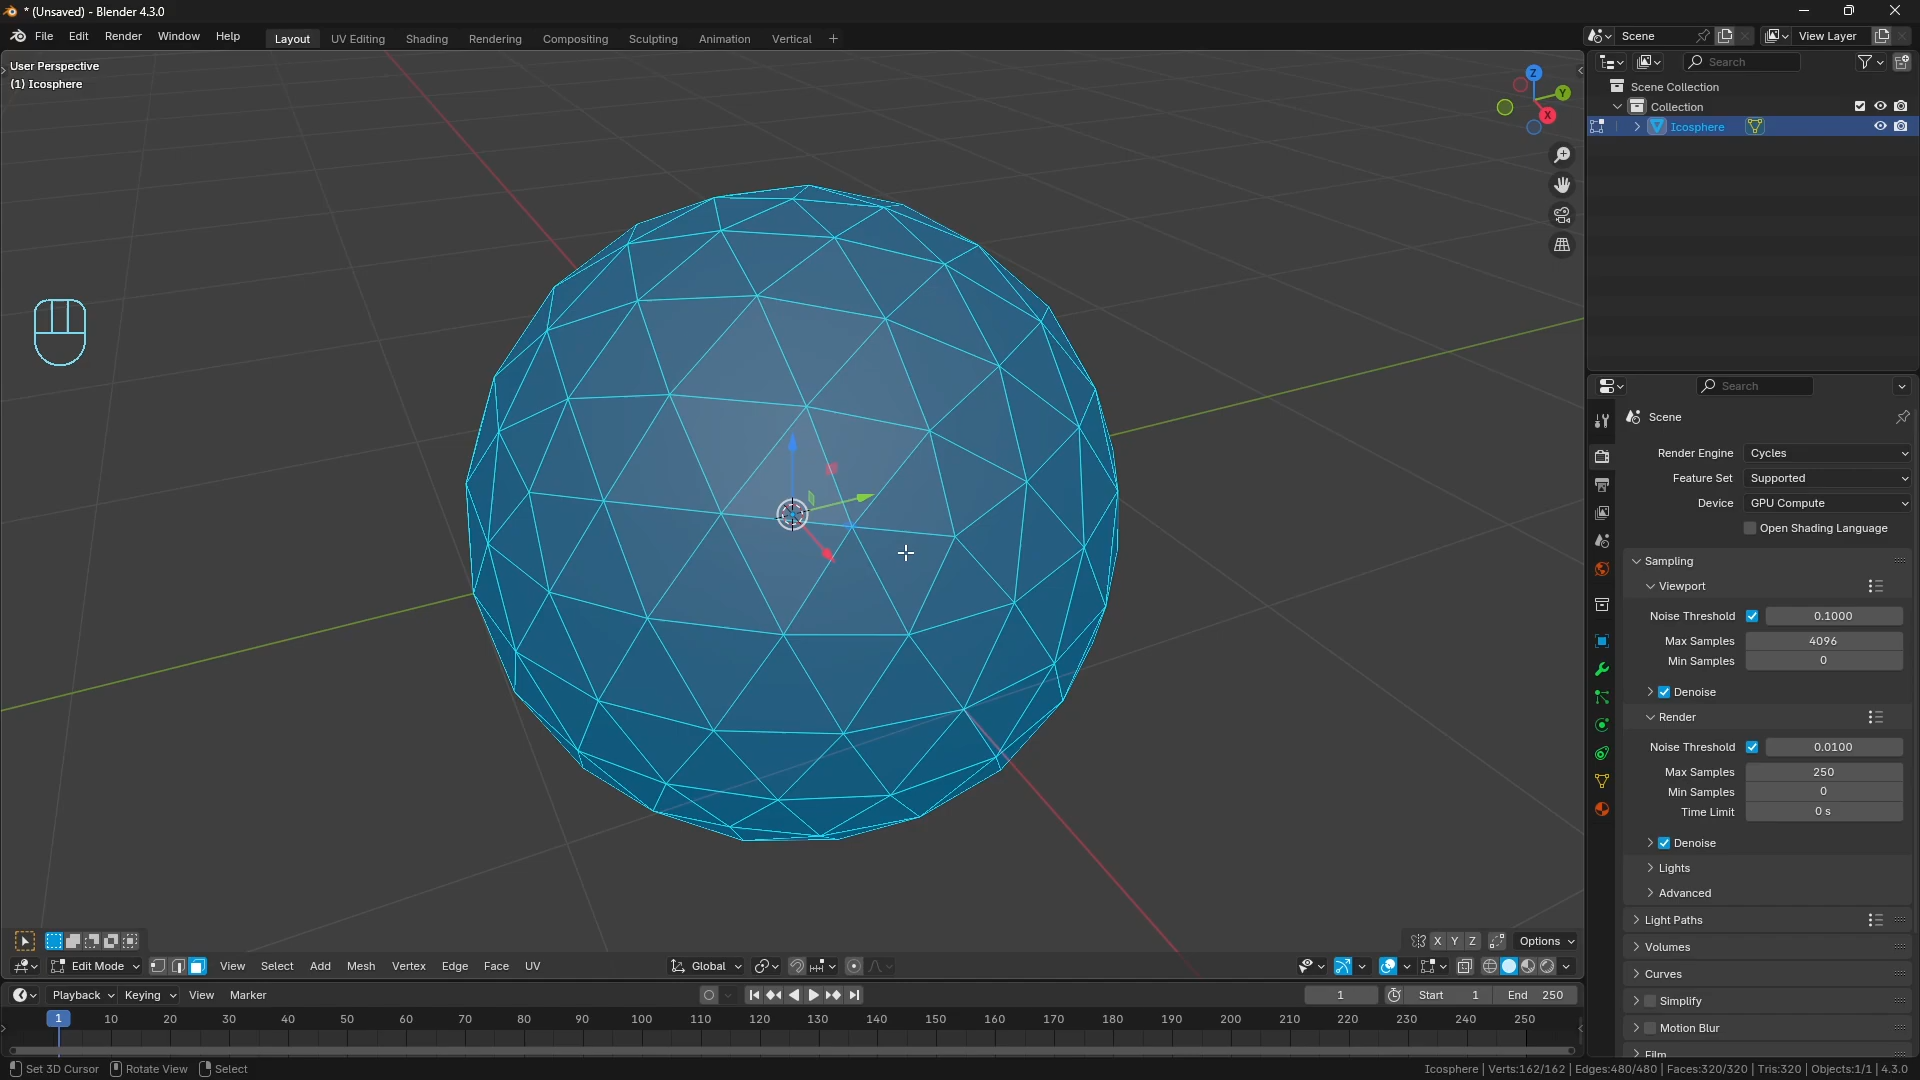 * (Unsaved) - Blender 4.3.0
File Edit Render Window Help Layout UV Editing Shading Rendering Compositing Sculpting Animation Vertical + Scene View Layer
User Perspective
(1) Icosphere
Z
Y
X
Search
Scene Collection
Collection
Icosphere
Search
Scene
Render Engine Cycles
Feature Set Supported
Device GPU Compute
Open Shading Language
Sampling
Viewport
Noise Threshold 0.1000
Max Samples 4096
Min Samples 0
Denoise
Render
Noise Threshold 0.0100
Max Samples 250
Min Samples 0
Time Limit 0 s
Denoise
Lights
Advanced
Light Paths
Volumes
Curves
Simplify
Motion Blur
Film
X Y Z Options
Edit Mode View Select Add Mesh Vertex Edge Face UV Global
Playback Keying View Marker 1 Start 1 End 250
1 10 20 30 40 50 60 70 80 90 100 110 120 130 140 150 160 170 180 190 200 210 220 230 240 250
Set 3D Cursor Rotate View Select Icosphere | Verts:162/162 | Edges:480/480 | Faces:320/320 | Tris:320 | Objects:1/1 | 4.3.0